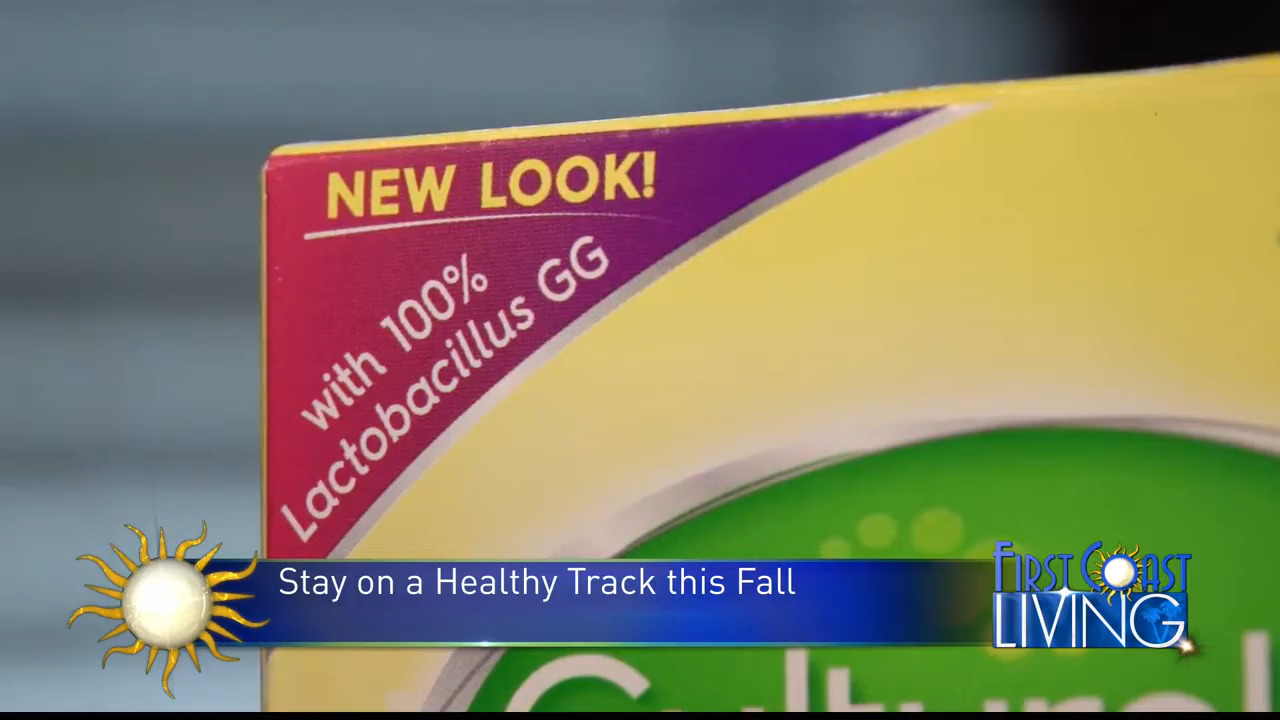 NEW LOOK!
with 100%
Lactobacillus GG
Stay on a Healthy Track this Fall
FIRST COAST
LIVING